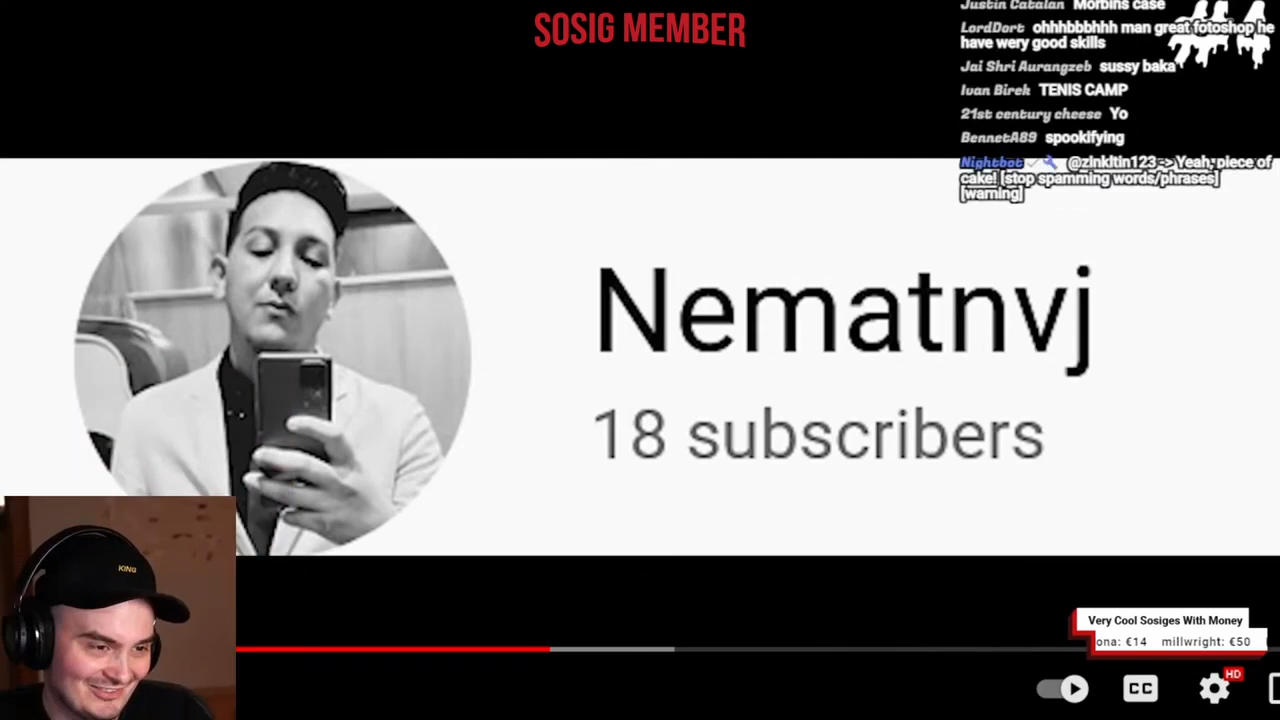 SOSIG MEMBER
Justin Catalan Morbins case
LordDort ohhhbbbhhh man great fotoshop he
have wery good skills
Jai Shri Aurangzeb sussy baka
Ivan Birek TENIS CAMP
21st century cheese Yo
BennetA89 spookifying
Nightbot @zlnkltin123 -> Yeah, piece of
cake! [stop spamming words/phrases]
[warning]
Nematnvj
18 subscribers
KING
Very Cool Sosiges With Money
ona: €14 millwright: €50
HD
CC